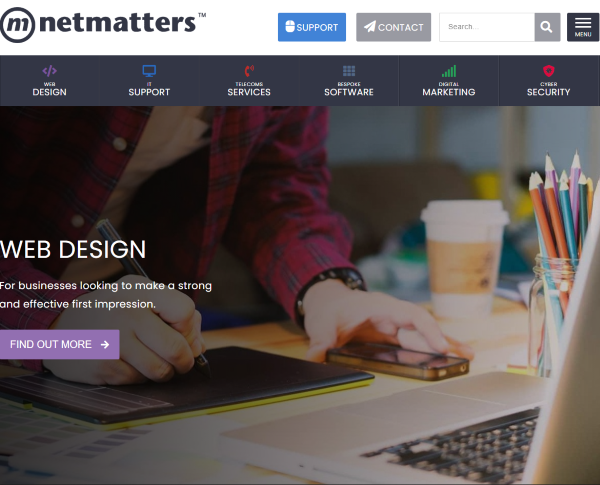 netmatters™
SUPPORT
CONTACT
Search...
MENU
WEB
DESIGN
IT
SUPPORT
TELECOMS
SERVICES
BESPOKE
SOFTWARE
DIGITAL
MARKETING
CYBER
SECURITY
WEB DESIGN
For businesses looking to make a strong
and effective first impression.
FIND OUT MORE